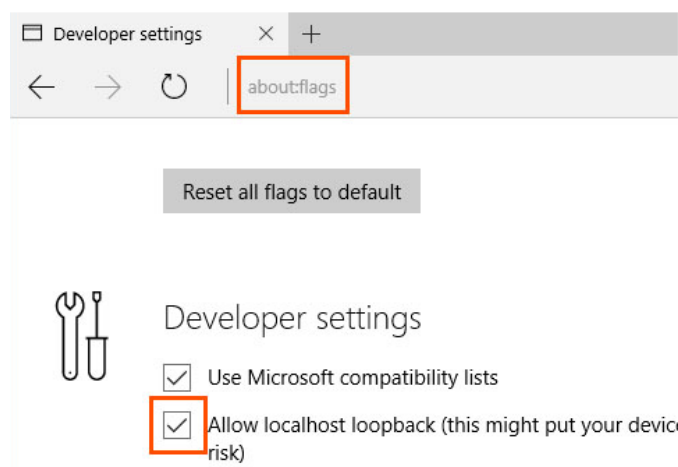 Developer settings
about:flags
Reset all flags to default
Developer settings
Use Microsoft compatibility lists
Allow localhost loopback (this might put your
risk)